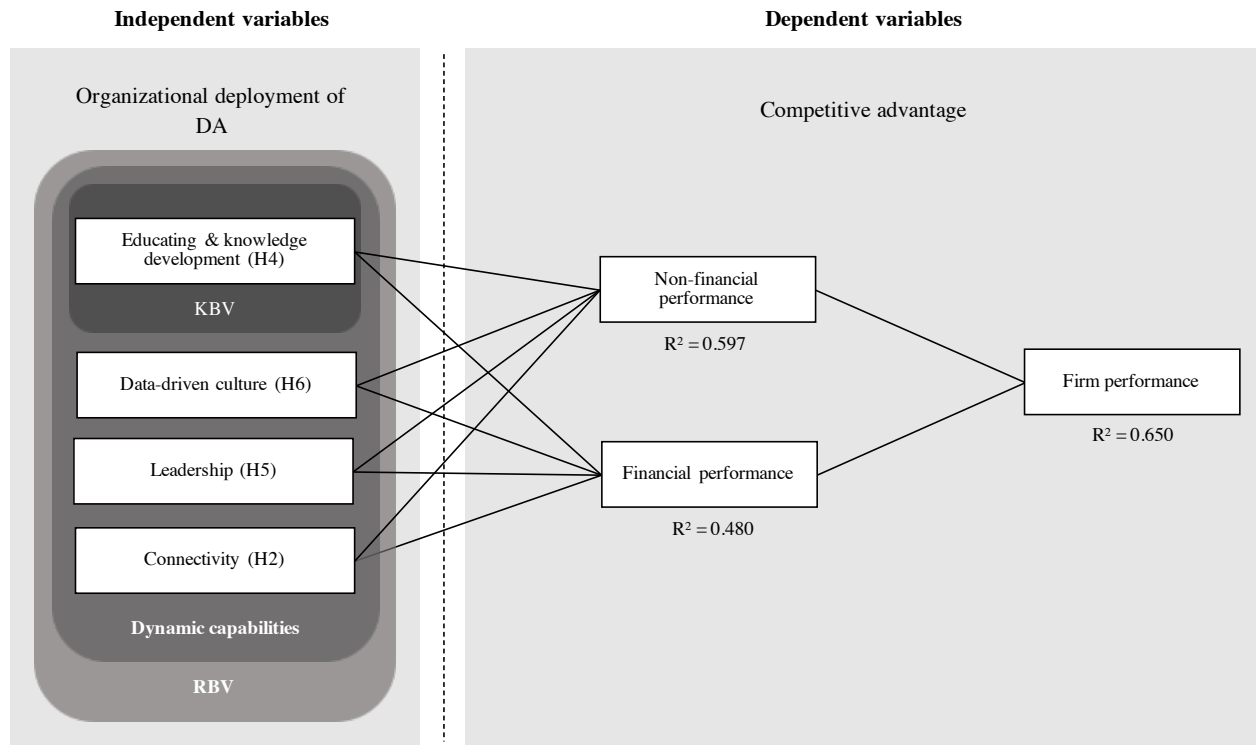 Independent variables
Dependent variables
Organizational deployment of
DA
Competitive advantage
Educating & knowledge
development (H4)
KBV
Data-driven culture (H6)
Leadership (H5)
Connectivity (H2)
Dynamic capabilities
RBV
Non-financial
performance
R² = 0.597
Financial performance
R² = 0.480
Firm performance
R² = 0.650